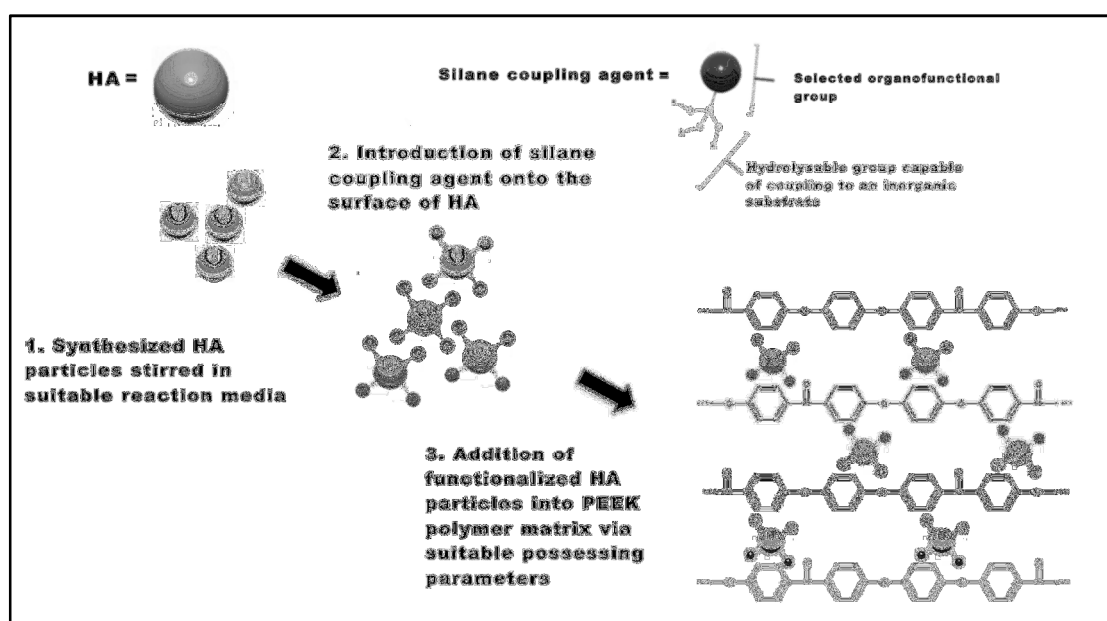 HA =
Silane coupling agent =
Selected organofunctional
group
Hydrolysable group capable
of coupling to an inorganic
substrate
2. Introduction of silane
coupling agent onto the
surface of HA
1. Synthesized HA
particles stirred in
suitable reaction media
3. Addition of
functionalized HA
particles into PEEK
polymer matrix via
suitable possessing
parameters